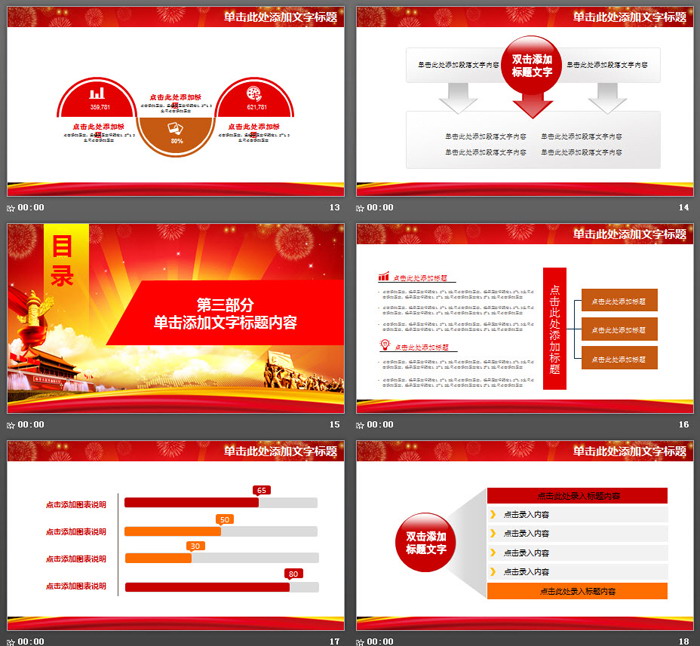 单击此处添加文字标题
359,781
点击此处添加标
点击此处添加标
80%
621,781
点击此处添加标
00:00
13
单击此处添加文字标题
单击此处添加段落文字内容
双击添加
标题文字
单击此处添加段落文字内容
单击此处添加段落文字内容
单击此处添加段落文字内容
单击此处添加段落文字内容
单击此处添加段落文字内容
00:00
14
目录
第三部分
单击添加文字标题内容
00:00
15
单击此处添加文字标题
点击此处添加标题
点击此处添加标题
点击此处添加标题
点击此处添加标题
点击此处添加标题
点击此处添加标题
00:00
16
单击此处添加文字标题
点击添加图表说明
65
点击添加图表说明
50
点击添加图表说明
30
点击添加图表说明
80
00:00
17
单击此处添加文字标题
双击添加
标题文字
点击此处录入标题内容
点击录入内容
点击录入内容
点击录入内容
点击录入内容
点击此处录入标题内容
00:00
18